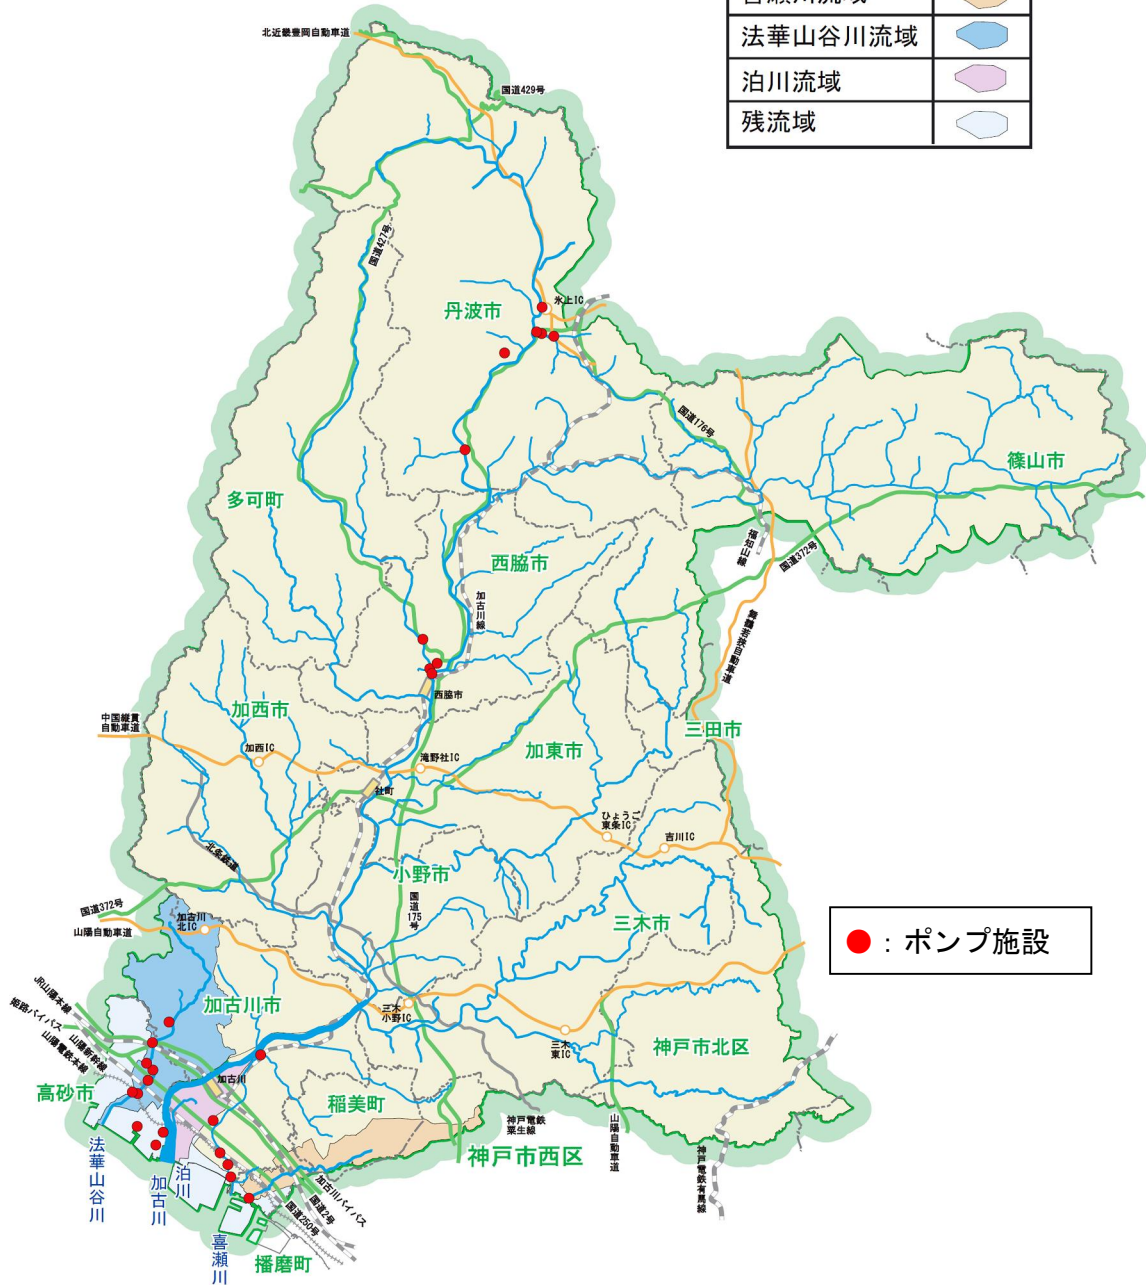 法華山谷川流域
泊川流域
残流域
北近畿豊岡自動車道
国道429号
国道427号
丹波市
氷上IC
国道176号
篠山市
多可町
福知山線
国道372号
西脇市
加古川線
舞鶴若狭自動車道
西脇市
加西市
三田市
中国縦貫
自動車道
加西IC
滝野社IC
加東市
社町
ひょうご
東条IC
吉川IC
北条鉄道
小野市
国道175号
三木市
国道372号
山陽自動車道
加古川
北IC
●：ポンプ施設
JR山陽本線
姫路バイパス
山陽新幹線
山陽電鉄本線
加古川市
三木
小野IC
三木
東IC
神戸市北区
加古川
高砂市
稲美町
神戸電鉄
粟生線
山陽自動車道
神戸市西区
神戸電鉄有馬線
法華山谷川
加古川
泊川
加古川バイパス
国道2号
国道250号
喜瀬川
播磨町